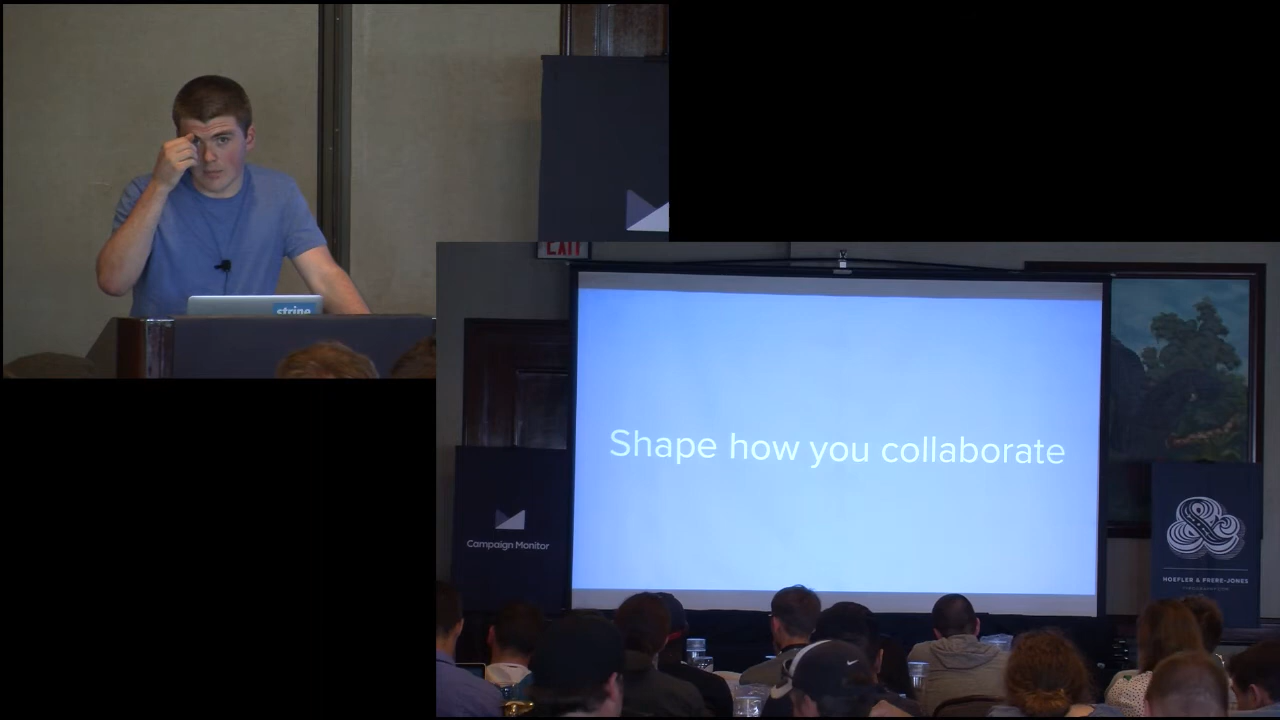 stripe
EXIT
Shape how you collaborate
Campaign Monitor
&
HOEFLER & FRERE-JONES